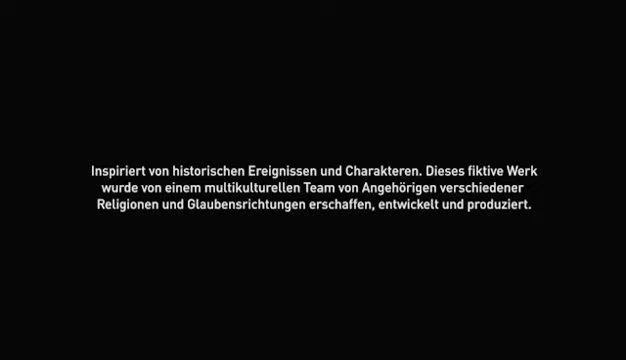 Inspiriert von historischen Ereignissen und Charakteren. Dieses fiktive Werk
wurde von einem multikulturellen Team von Angehörigen verschiedener
Religionen und Glaubensrichtungen erschaffen, entwickelt und produziert.